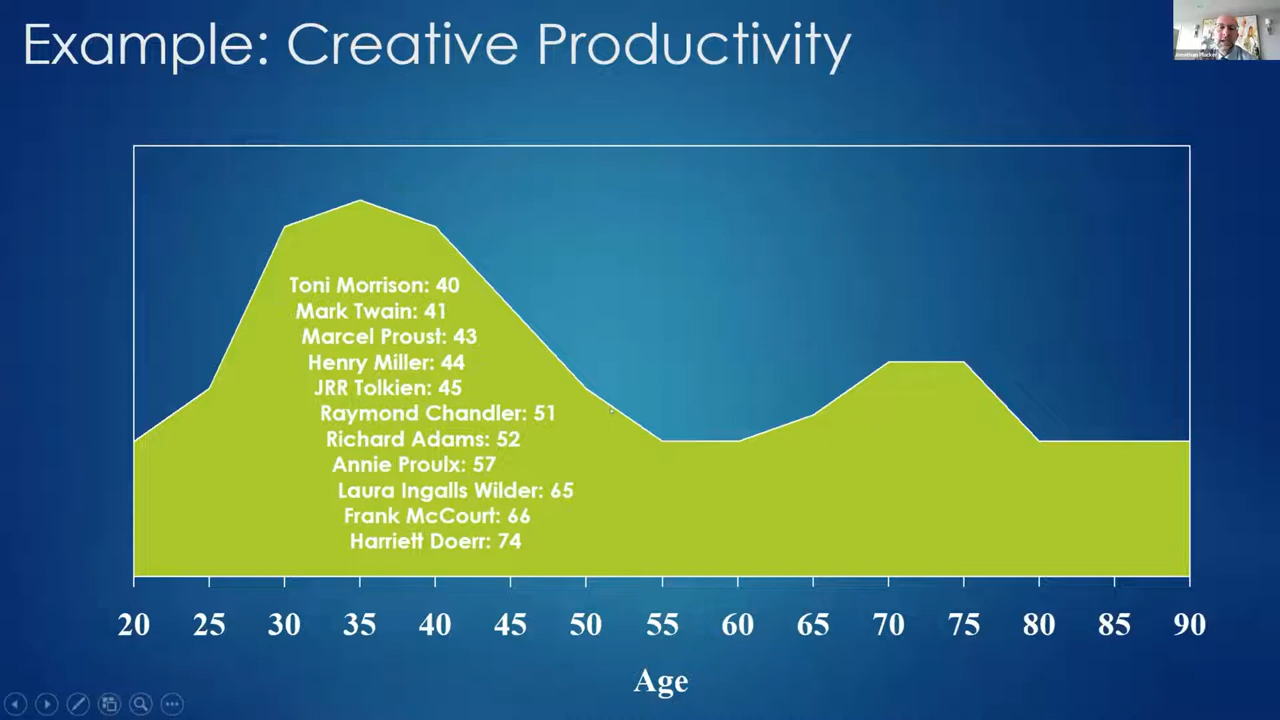 Example: Creative Productivity
Jonathan Plucker
Toni Morrison: 40
Mark Twain: 41
Marcel Proust: 43
Henry Miller: 44
JRR Tolkien: 45
Raymond Chandler: 51
Richard Adams: 52
Annie Proulx: 57
Laura Ingalls Wilder: 65
Frank McCourt: 66
Harriett Doerr: 74
20 25 30 35 40 45 50 55 60 65 70 75 80 85 90
Age